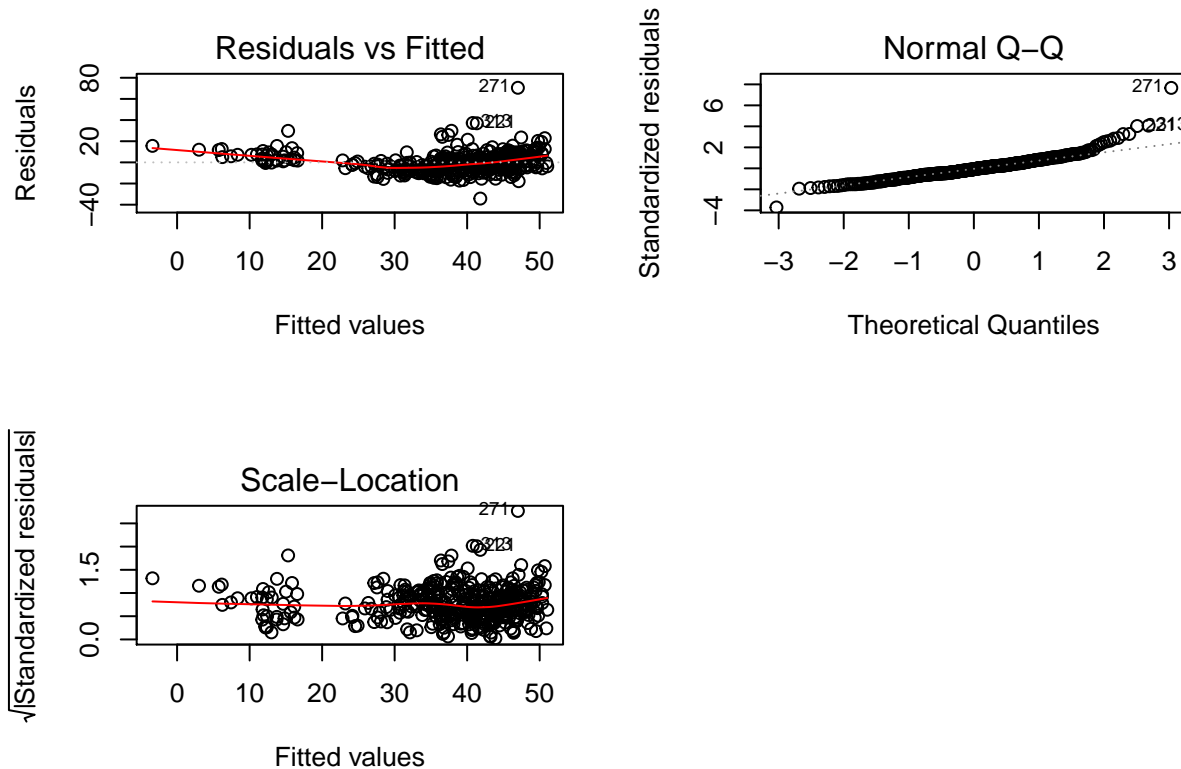 Residuals vs Fitted
Residuals
80
20
−40
271
0 10 20 30 40 50
Fitted values
Normal Q−Q
Standardized residuals
6
2
−4
271
−3 −2 −1 0 1 2 3
Theoretical Quantiles
Scale−Location
√|Standardized residuals|
1.5
0.0
271
0 10 20 30 40 50
Fitted values